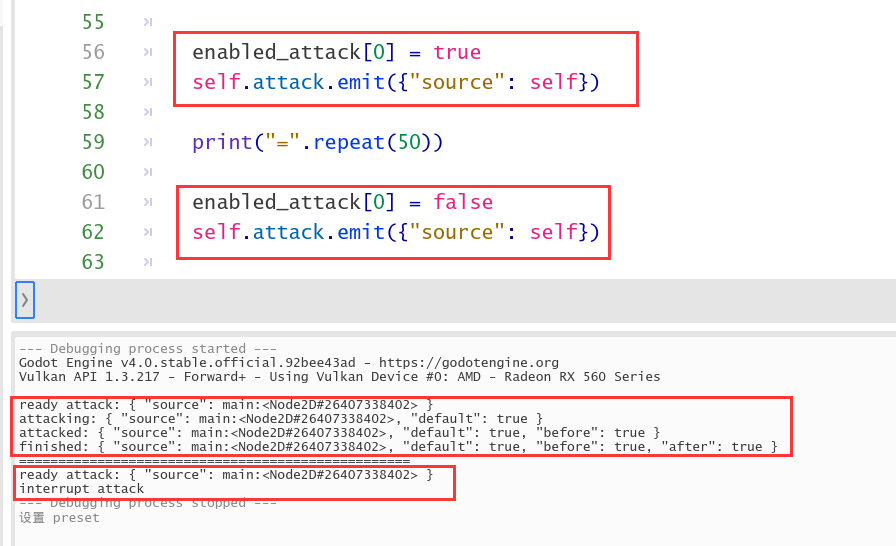 55
56 enabled_attack[0] = true
57 self.attack.emit({"source": self})
58
59 print("=".repeat(50))
60
61 enabled_attack[0] = false
62 self.attack.emit({"source": self})
63
--- Debugging process started ---
Godot Engine v4.0.stable.official.92bee43ad - https://godotengine.org
Vulkan API 1.3.217 - Forward+ - Using Vulkan Device #0: AMD - Radeon RX 560 Series
ready attack: { "source": main:<Node2D#26407338402> }
attacking: { "source": main:<Node2D#26407338402>, "default": true }
attacked: { "source": main:<Node2D#26407338402>, "default": true, "before": true }
finished: { "source": main:<Node2D#26407338402>, "default": true, "before": true, "after": true }
==================================================
ready attack: { "source": main:<Node2D#26407338402> }
interrupt attack
--- Debugging process stopped ---
设置 preset